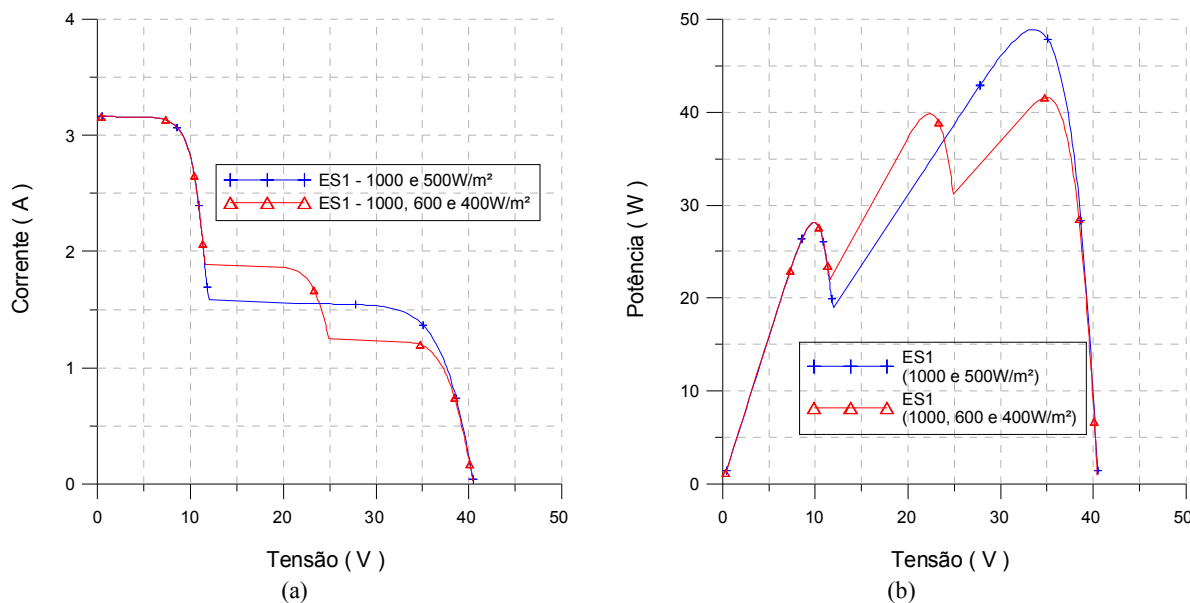 4
3
2
1
0
Corrente ( A )
ES1 - 1000 e 500W/m²
ES1 - 1000, 600 e 400W/m²
0 10 20 30 40 50
Tensão ( V )
(a)
50
40
30
20
10
0
Potência ( W )
ES1
(1000 e 500W/m²)
ES1
(1000, 600 e 400W/m²)
0 10 20 30 40 50
Tensão ( V )
(b)